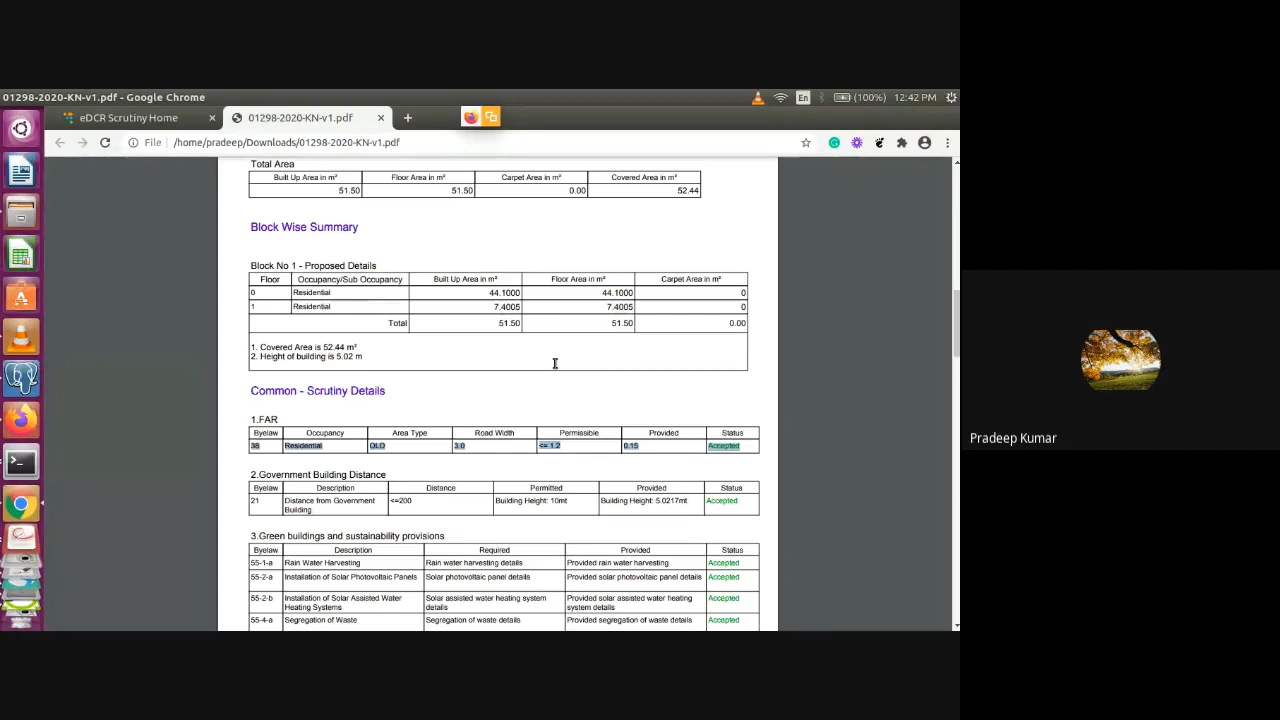 01298-2020-KN-v1.pdf - Google Chrome
En
(100%)
12:42 PM
eDCR Scrutiny Home
01298-2020-KN-v1.pdf
File
/home/pradeep/Downloads/01298-2020-KN-v1.pdf
Total Area
Built Up Area in m² Floor Area in m² Carpet Area in m² Covered Area in m²
51.50 51.50 0.00 52.44
Block Wise Summary
Block No 1 - Proposed Details
Floor Occupancy/Sub Occupancy Built Up Area in m² Floor Area in m² Carpet Area in m²
0 Residential 44.1000 44.1000 0
1 Residential 7.4005 7.4005 0
Total 51.50 51.50 0.00
1. Covered Area is 52.44 m²
2. Height of building is 5.02 m
Common - Scrutiny Details
1.FAR
Byelaw Occupancy Area Type Road Width Permissible Provided Status
38 Residential OLD 3.0 <= 1.2 0.15 Accepted
2.Government Building Distance
Byelaw Description Distance Permitted Provided Status
21 Distance from Government <=200 Building Height: 10mt Building Height: 5.0217mt Accepted
Building
3.Green buildings and sustainability provisions
Byelaw Description Required Provided Status
55-1-a Rain Water Harvesting Rain water harvesting details Provided rain water harvesting Accepted
55-2-a Installation of Solar Photovoltaic Panels Solar photovoltaic panel details Provided solar photovoltaic panel details Accepted
55-2-b Installation of Solar Assisted Water Solar assisted water heating system Provided solar assisted water heating Accepted
Heating Systems details system details
55-4-a Segregation of Waste Segregation of waste details Provided segregation of waste details Accepted
Pradeep Kumar